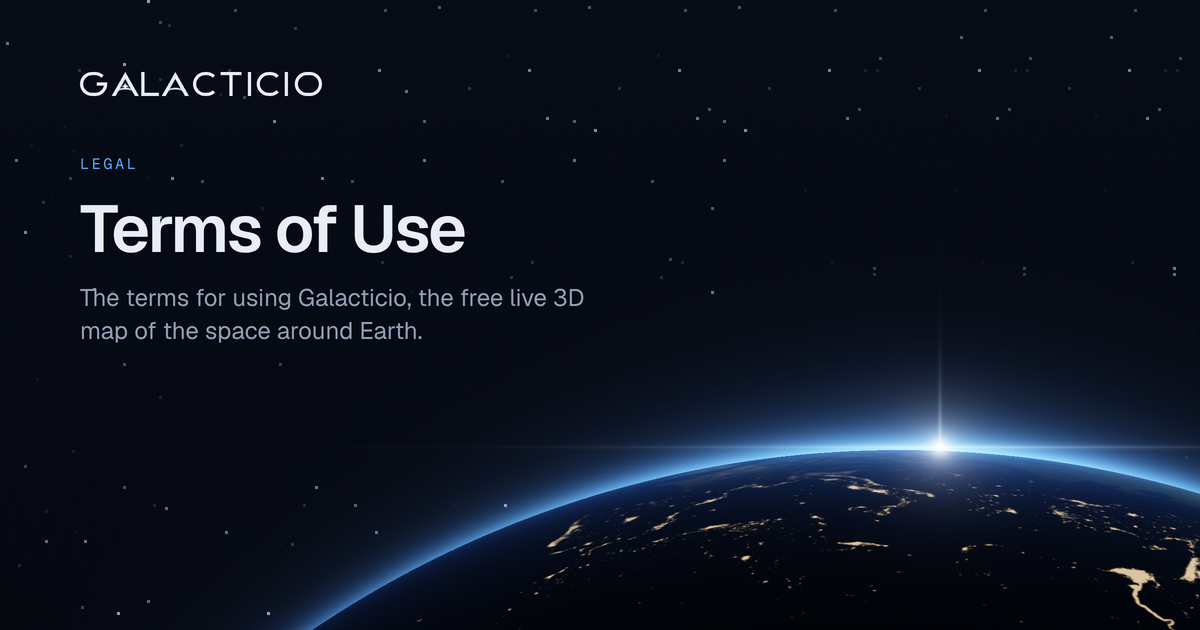 GALACTICIO
LEGAL
Terms of Use
The terms for using Galacticio, the free live 3D
map of the space around Earth.